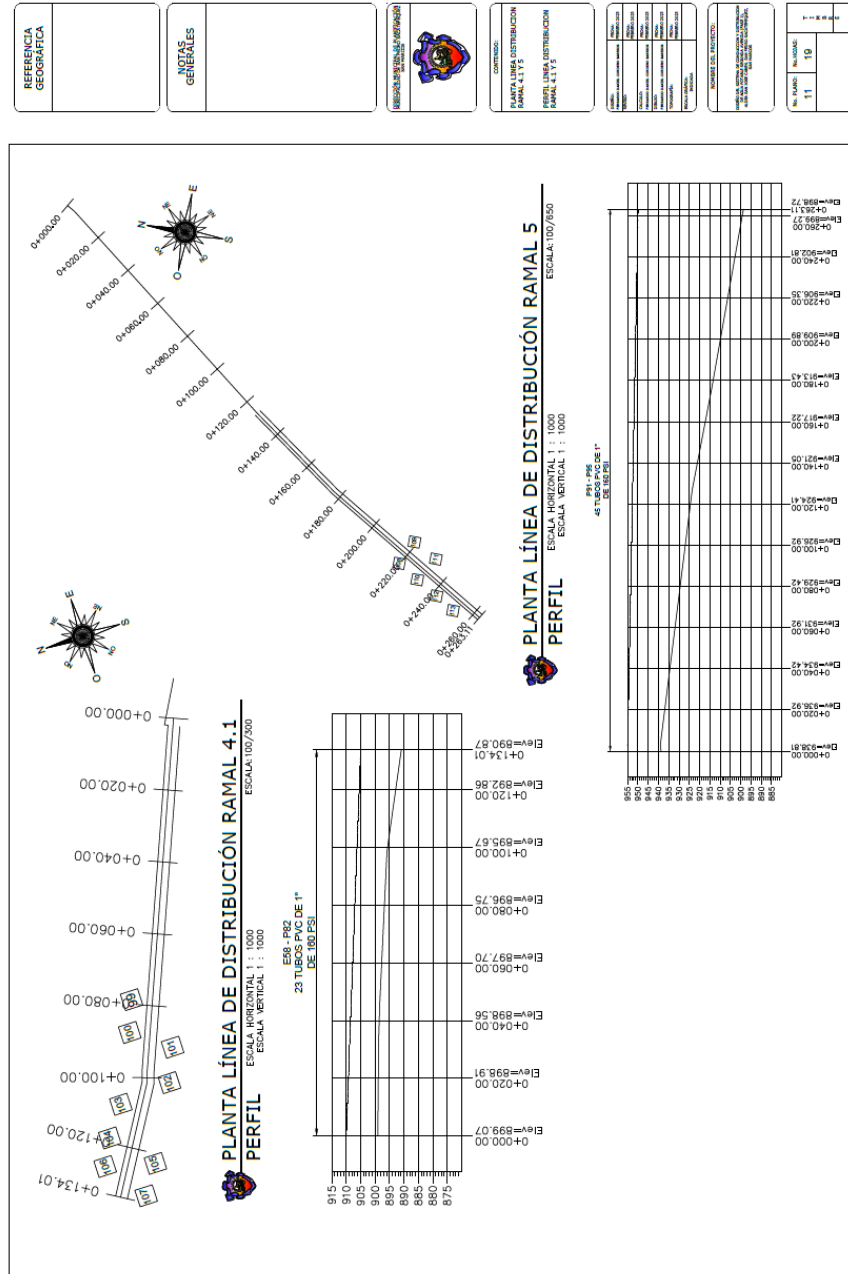 REFERENCIA
GEOGRÁFICA
NOTAS
GENERALES
CONTENIDO:
PLANTA LINEA DISTRIBUCION
RAMAL 4.1 Y 5
PERFIL LINEA DISTRIBUCION
RAMAL 4.1 Y 5
NOMBRE DEL PROYECTO:
No. PLANO:
11
No. HOJAS:
19
T I M B R E
0+000.00
0+020.00
0+040.00
0+060.00
0+080.00
0+100.00
0+120.00
0+140.00
0+160.00
0+180.00
0+200.00
0+220.00
0+240.00
0+260.00
0+263.11
N
NE
E
S
O
NO
PLANTA LÍNEA DE DISTRIBUCIÓN RAMAL 5
ESCALA:100/650
PERFIL
ESCALA HORIZONTAL 1 : 1000
ESCALA VERTICAL 1 : 1000
P91 - P95
45 TUBOS PVC DE 1"
DE 160 PSI
955
950
945
940
935
930
925
920
915
910
905
900
895
890
885
0+000.00
Elev=938.81
0+020.00
Elev=936.92
0+040.00
Elev=934.42
0+060.00
Elev=931.92
0+080.00
Elev=929.42
0+100.00
Elev=926.92
0+120.00
Elev=924.41
0+140.00
Elev=921.05
0+160.00
Elev=917.22
0+180.00
Elev=913.43
0+200.00
Elev=909.89
0+220.00
Elev=906.35
0+240.00
Elev=902.81
0+260.00
Elev=899.27
0+263.11
Elev=898.72
N
NE
E
S
O
NO
0+000.00
0+020.00
0+040.00
0+060.00
0+080.00
0+100.00
0+120.00
0+134.01
99
100
101
102
103
104
105
106
107
PLANTA LÍNEA DE DISTRIBUCIÓN RAMAL 4.1
ESCALA:100/300
PERFIL
ESCALA HORIZONTAL 1 : 1000
ESCALA VERTICAL 1 : 1000
E58 - P82
23 TUBOS PVC DE 1"
DE 160 PSI
915
910
905
900
895
890
885
880
875
0+000.00
Elev=899.07
0+020.00
Elev=898.91
0+040.00
Elev=898.56
0+060.00
Elev=897.70
0+080.00
Elev=896.75
0+100.00
Elev=895.67
0+120.00
Elev=892.86
0+134.01
Elev=890.87